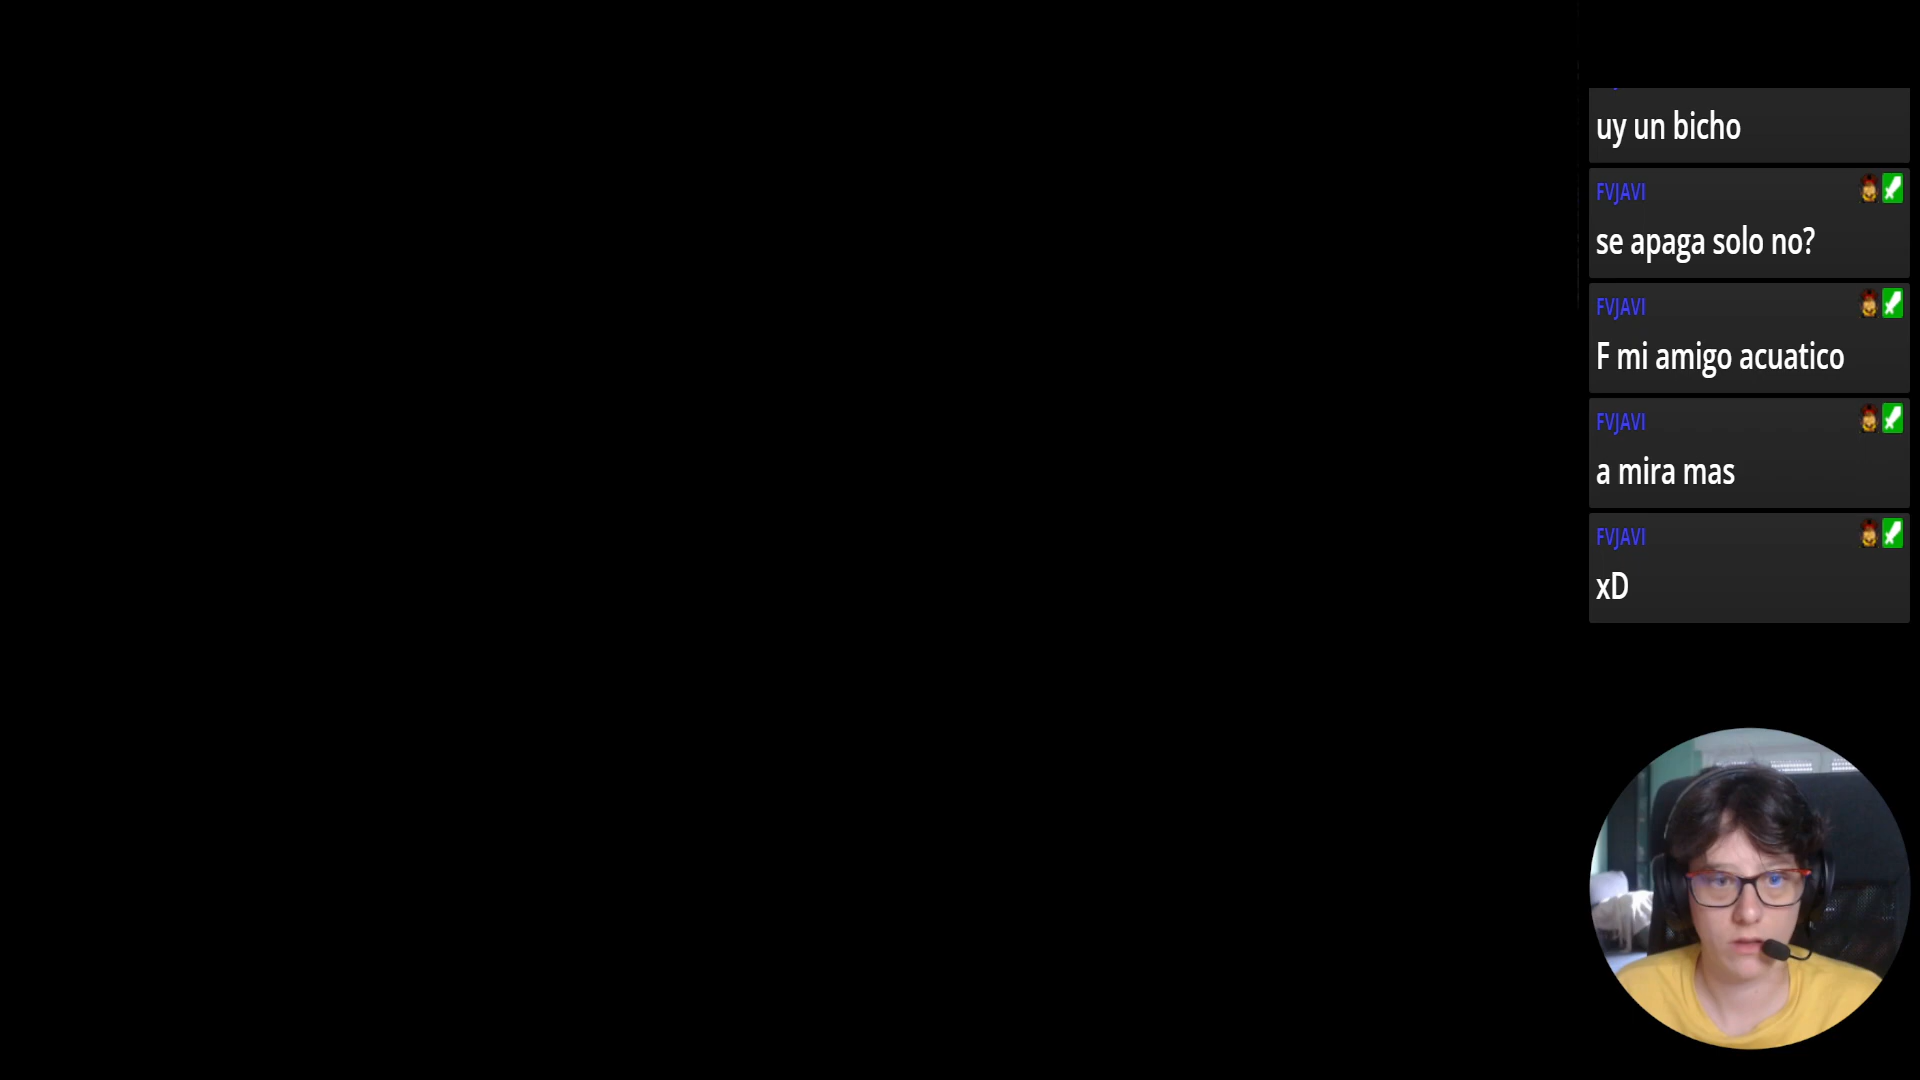 uy un bicho
FVJAVI
se apaga solo no?
FVJAVI
F mi amigo acuatico
FVJAVI
a mira mas
FVJAVI
xD